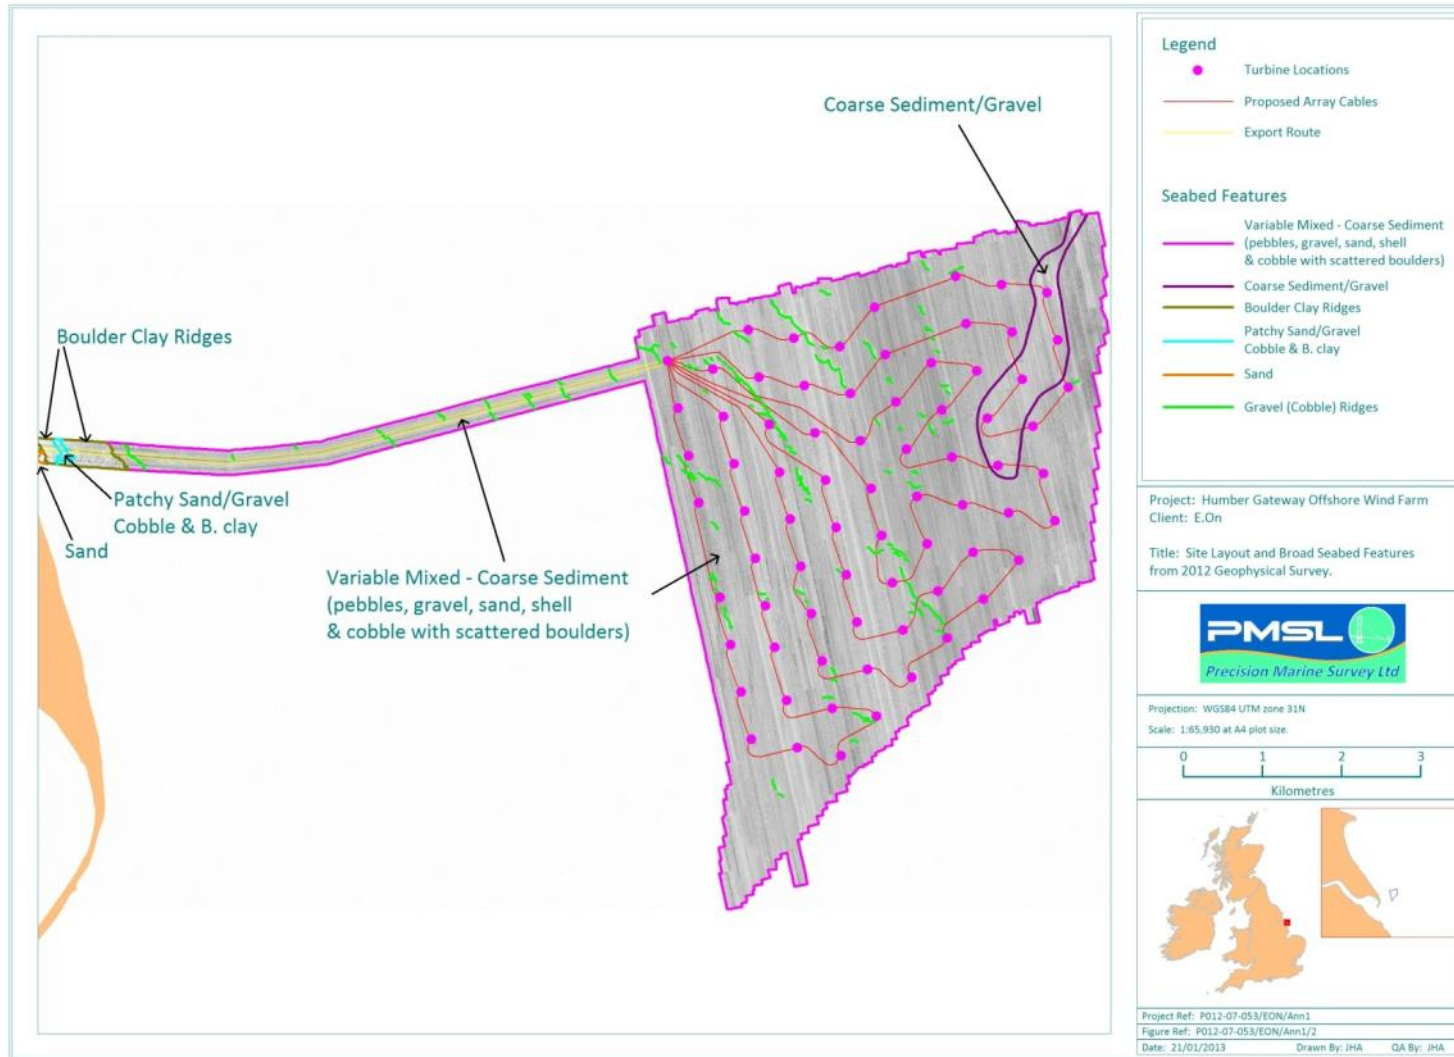 Coarse Sediment/Gravel
Boulder Clay Ridges
Patchy Sand/Gravel
Cobble & B. clay
Sand
Variable Mixed - Coarse Sediment
(pebbles, gravel, sand, shell
& cobble with scattered boulders)
Legend
Turbine Locations
Proposed Array Cables
Export Route
Seabed Features
Variable Mixed - Coarse Sediment
(pebbles, gravel, sand, shell
& cobble with scattered boulders)
Coarse Sediment/Gravel
Boulder Clay Ridges
Patchy Sand/Gravel
Cobble & B. clay
Sand
Gravel (Cobble) Ridges
Project: Humber Gateway Offshore Wind Farm
Client: E.On
Title: Site Layout and Broad Seabed Features
from 2012 Geophysical Survey.
PMSL
Precision Marine Survey Ltd
Projection: WGS84 UTM zone 31N
Scale: 1:65,930 at A4 plot size.
0 1 2 3
Kilometres
Project Ref: P012-07-053/EON/Ann1
Figure Ref: P012-07-053/EON/Ann1/2
Date: 21/01/2013 Drawn By: JHA QA By: JHA